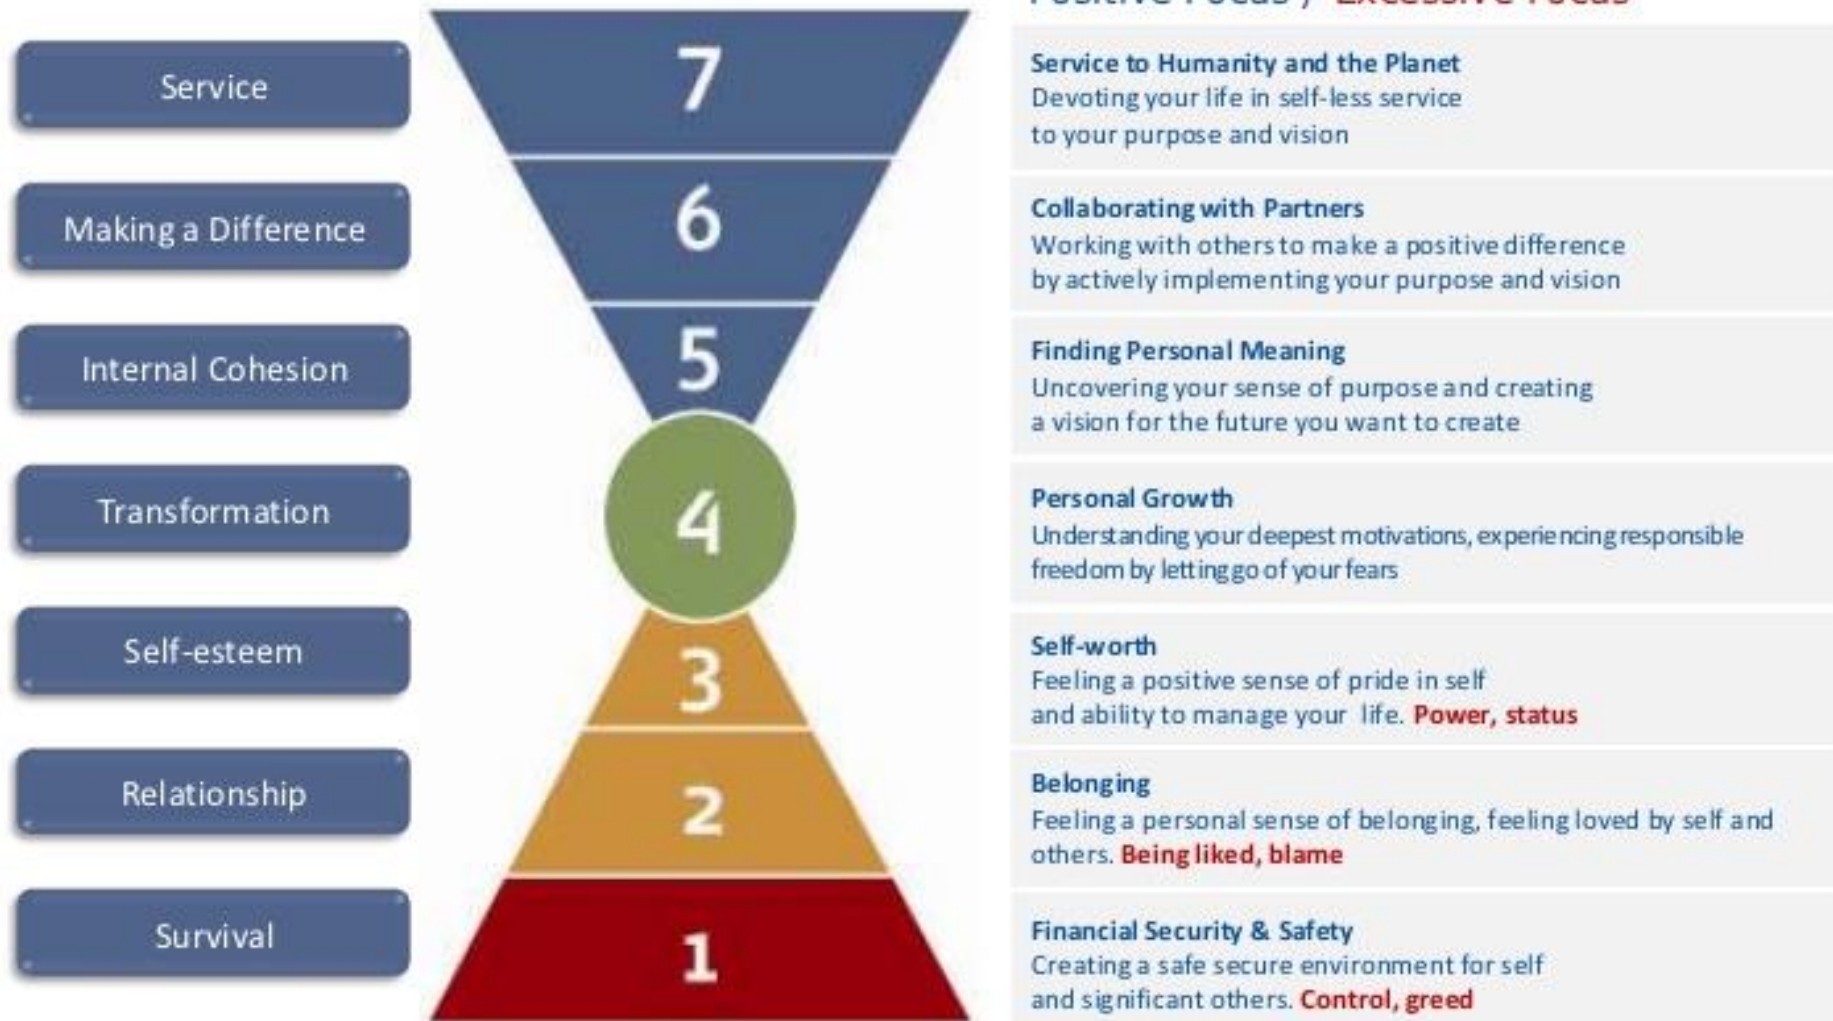 Positive Focus / Excessive Focus
Service
7
Service to Humanity and the Planet
Devoting your life in self-less service
to your purpose and vision
Making a Difference
6
Collaborating with Partners
Working with others to make a positive difference
by actively implementing your purpose and vision
Internal Cohesion
5
Finding Personal Meaning
Uncovering your sense of purpose and creating
a vision for the future you want to create
Transformation
4
Personal Growth
Understanding your deepest motivations, experiencing responsible
freedom by letting go of your fears
Self-esteem
3
Self-worth
Feeling a positive sense of pride in self
and ability to manage your life. Power, status
Relationship
2
Belonging
Feeling a personal sense of belonging, feeling loved by self and
others. Being liked, blame
Survival
1
Financial Security & Safety
Creating a safe secure environment for self
and significant others. Control, greed